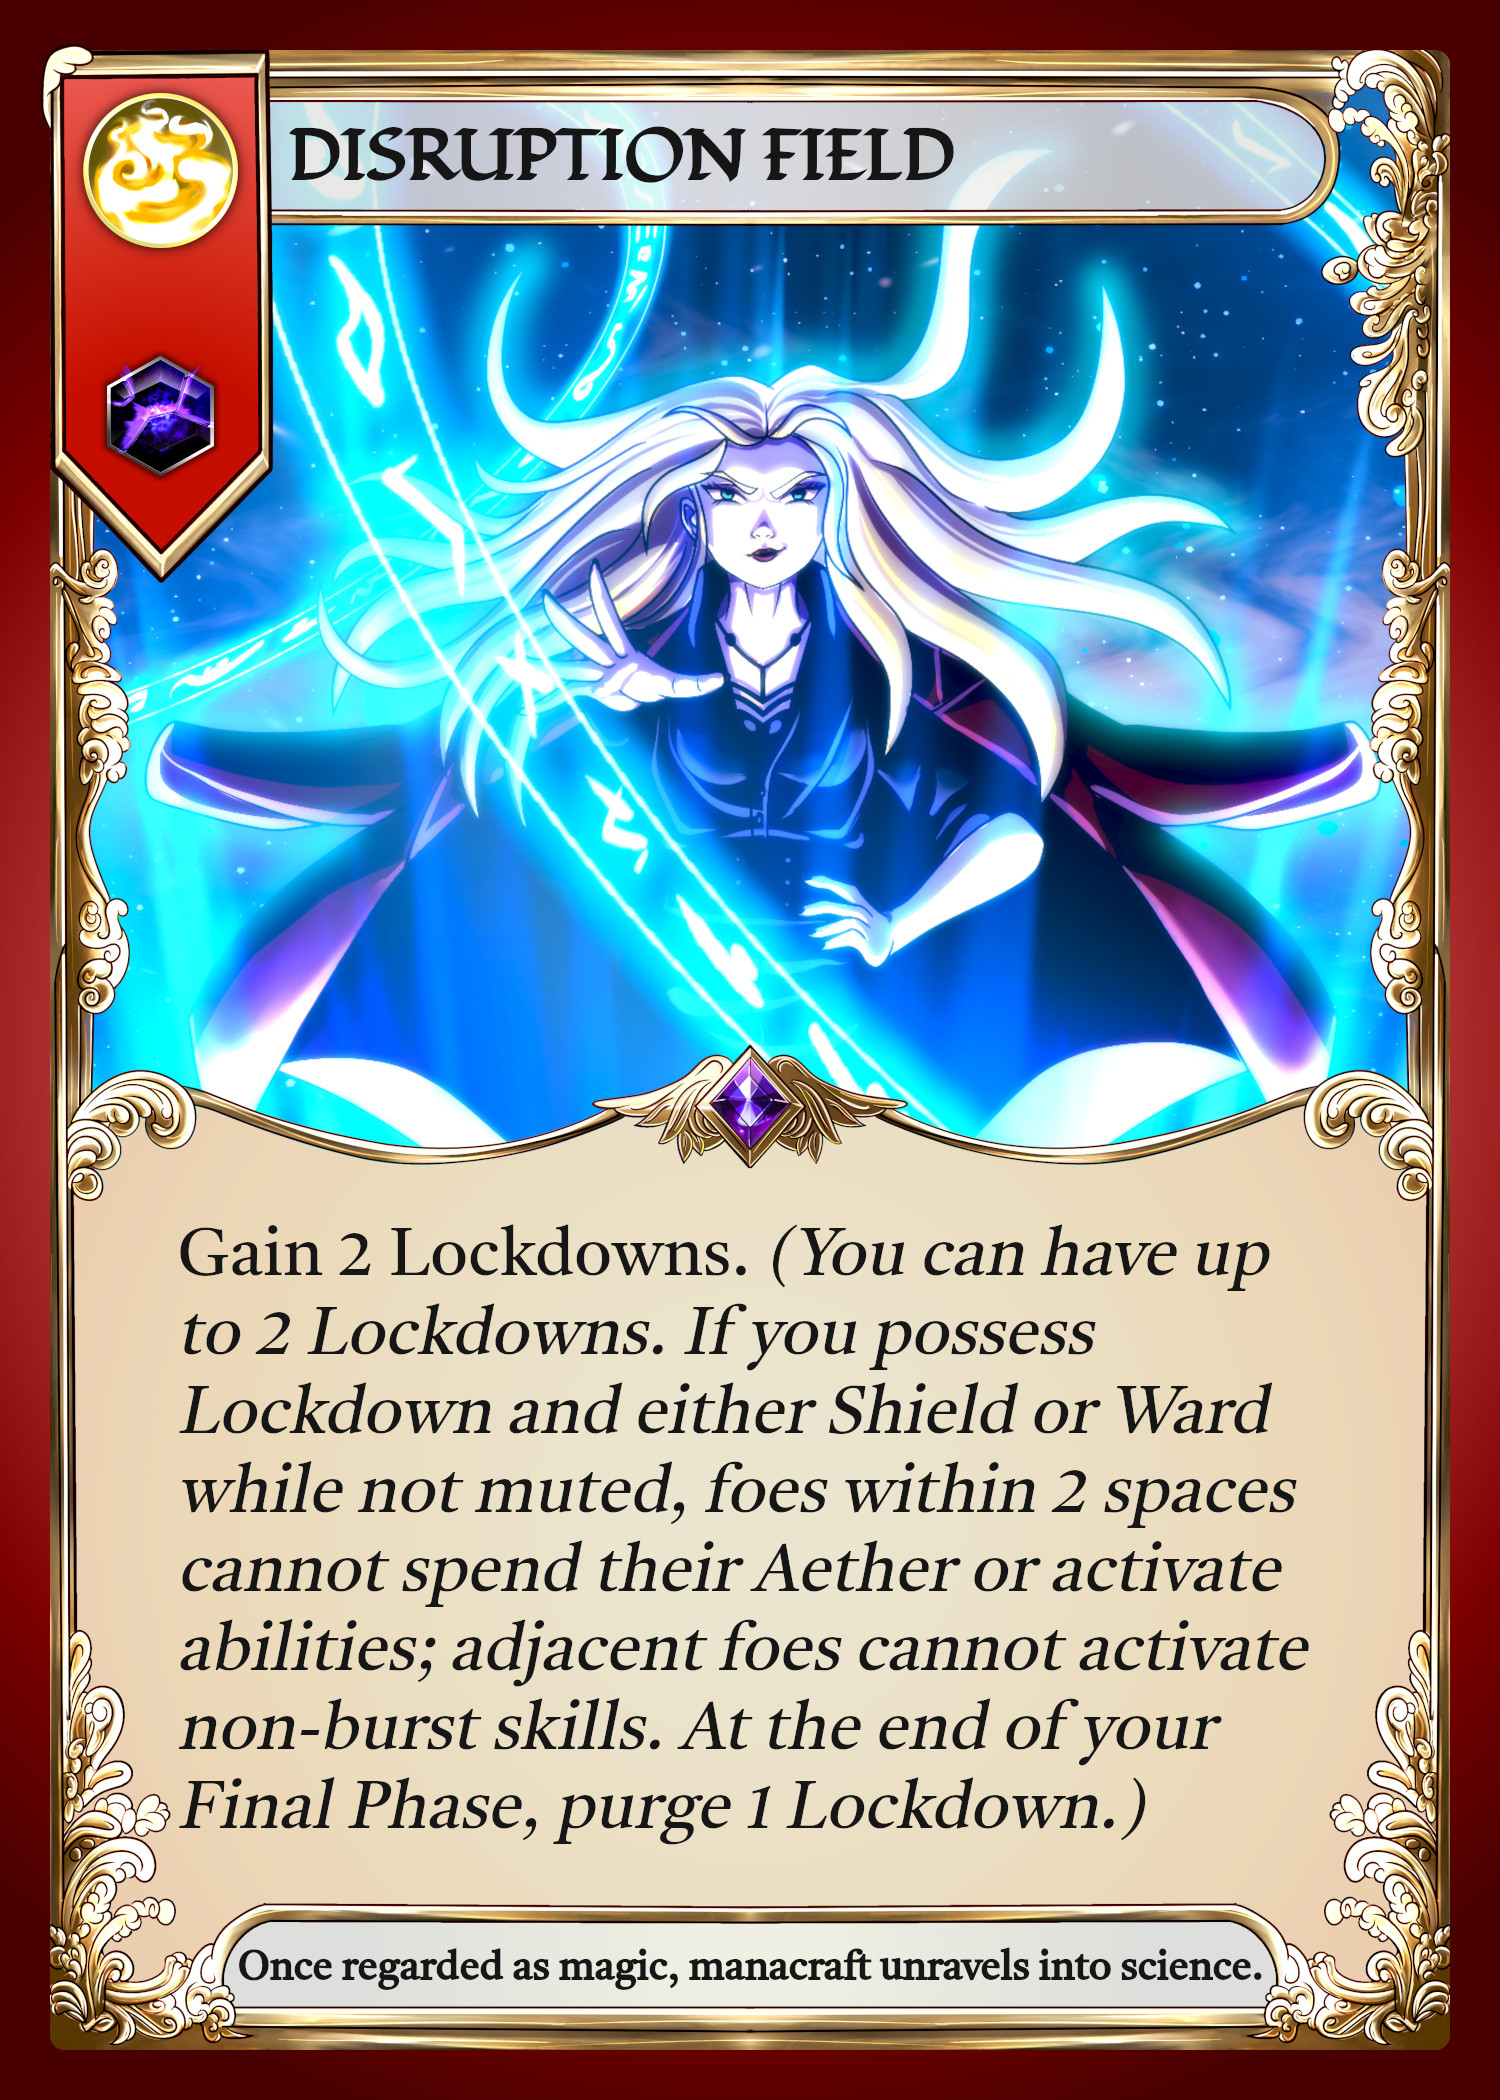 DISRUPTION FIELD
Gain 2 Lockdowns. (You can have up
to 2 Lockdowns. If you possess
Lockdown and either Shield or Ward
while not muted, foes within 2 spaces
cannot spend their Aether or activate
abilities; adjacent foes cannot activate
non-burst skills. At the end of your
Final Phase, purge 1 Lockdown.)
Once regarded as magic, manacraft unravels into science.